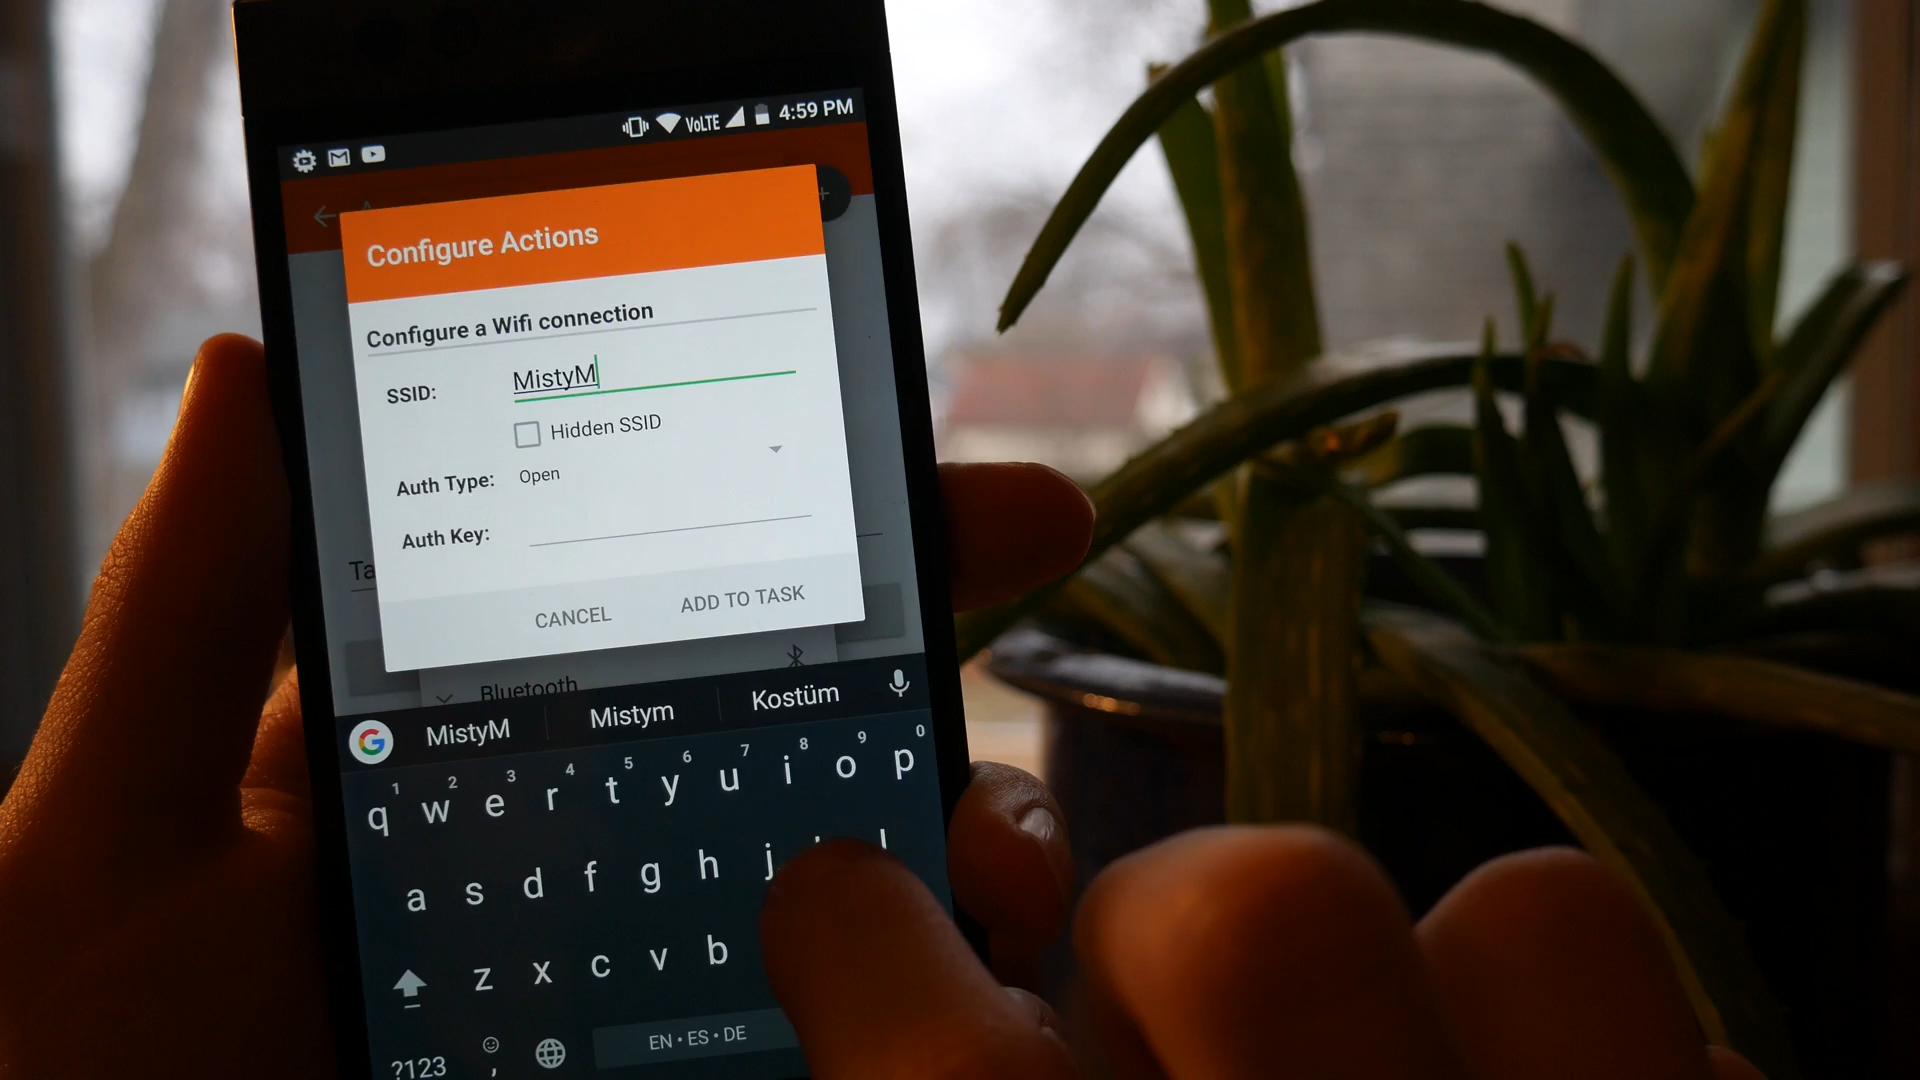 VoLTE 4:59 PM
Configure Actions
Configure a Wifi connection
SSID: MistyM
Hidden SSID
Auth Type: Open
Auth Key:
Ta
CANCEL ADD TO TASK
Bluetooth
MistyM Mistym Kostüm
1 2 3 4 5 6 7 8 9 0
q w e r t y u i o p
a s d f g h j l
z x c v b
?123 , EN • ES • DE